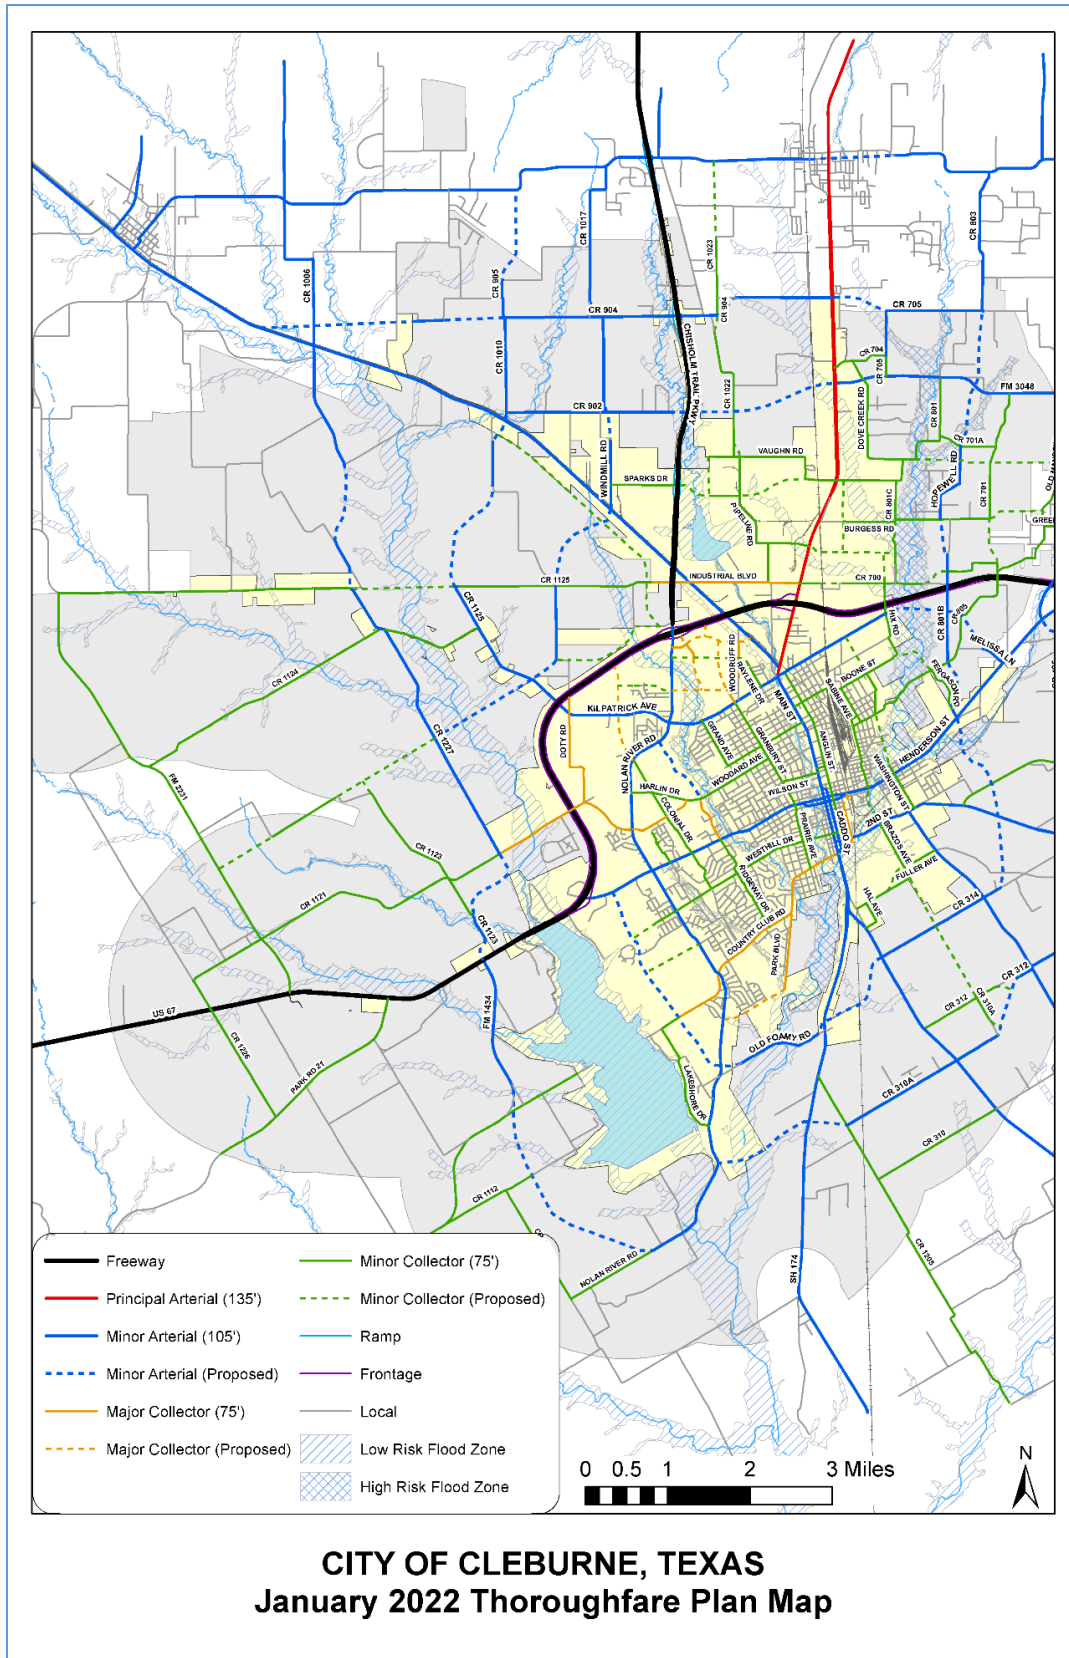 CR 1017
CR 803
CR 1023
CR 905
CR 1006
CR 904
CR 904
CR 705
CHISHOLM TRAIL PKWY
CR 1010
CR 704
CR 705
CR 1022
FM 3048
CR 902
DOVE CREEK RD
CR 801
CR 701A
WINDMILL RD
VAUGHN RD
HOPEWELL RD
SPARKS DR
CR 801C
CR 701
PIPELINE RD
BURGESS RD
INDUSTRIAL BLVD
CR 700
CR 1125
CR 1125
HIX RD
CR 801B
CR 805
MELISSA LN
WOODRUFF RD
RAYLENE DR
BOONE ST
FERGASON RD
CR 1124
MAIN ST
SABINE AVE
KILPATRICK AVE
CR 1227
DOTY RD
GRAND AVE
GRANBURY ST
ANGLIN ST
HENDERSON ST
NOLAN RIVER RD
WOODARD AVE
WASHINGTON ST
FM 2331
HARLIN DR
WILSON ST
COLONIAL DR
CADDO ST
2ND ST
PRAIRIE AVE
BRAZOS AVE
CR 1123
WESTHILL DR
FULLER AVE
RIDGEWAY DR
CR 1121
HAL AVE
CR 314
CR 1123
COUNTRY CLUB RD
PARK BLVD
CR 312
US 67
FM 1434
CR 312
CR 310A
CR 1226
OLD FOAMY RD
PARK RD 21
LAKESHORE DR
CR 310A
CR 310
CR 1112
CR 1205
NOLAN RIVER RD
SH 174
Freeway
Minor Collector (75')
Principal Arterial (135')
Minor Collector (Proposed)
Minor Arterial (105')
Ramp
Minor Arterial (Proposed)
Frontage
Major Collector (75')
Local
Major Collector (Proposed)
Low Risk Flood Zone
High Risk Flood Zone
0 0.5 1 2 3 Miles
N
CITY OF CLEBURNE, TEXAS
January 2022 Thoroughfare Plan Map